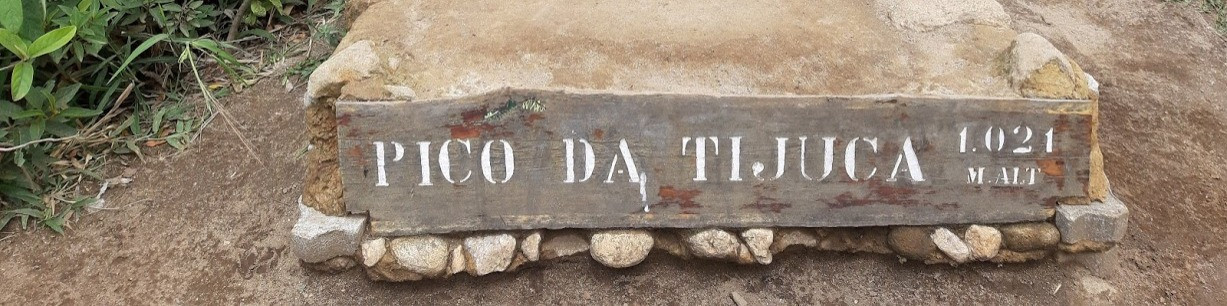 PICO DA TIJUCA
1.021
M.ALT